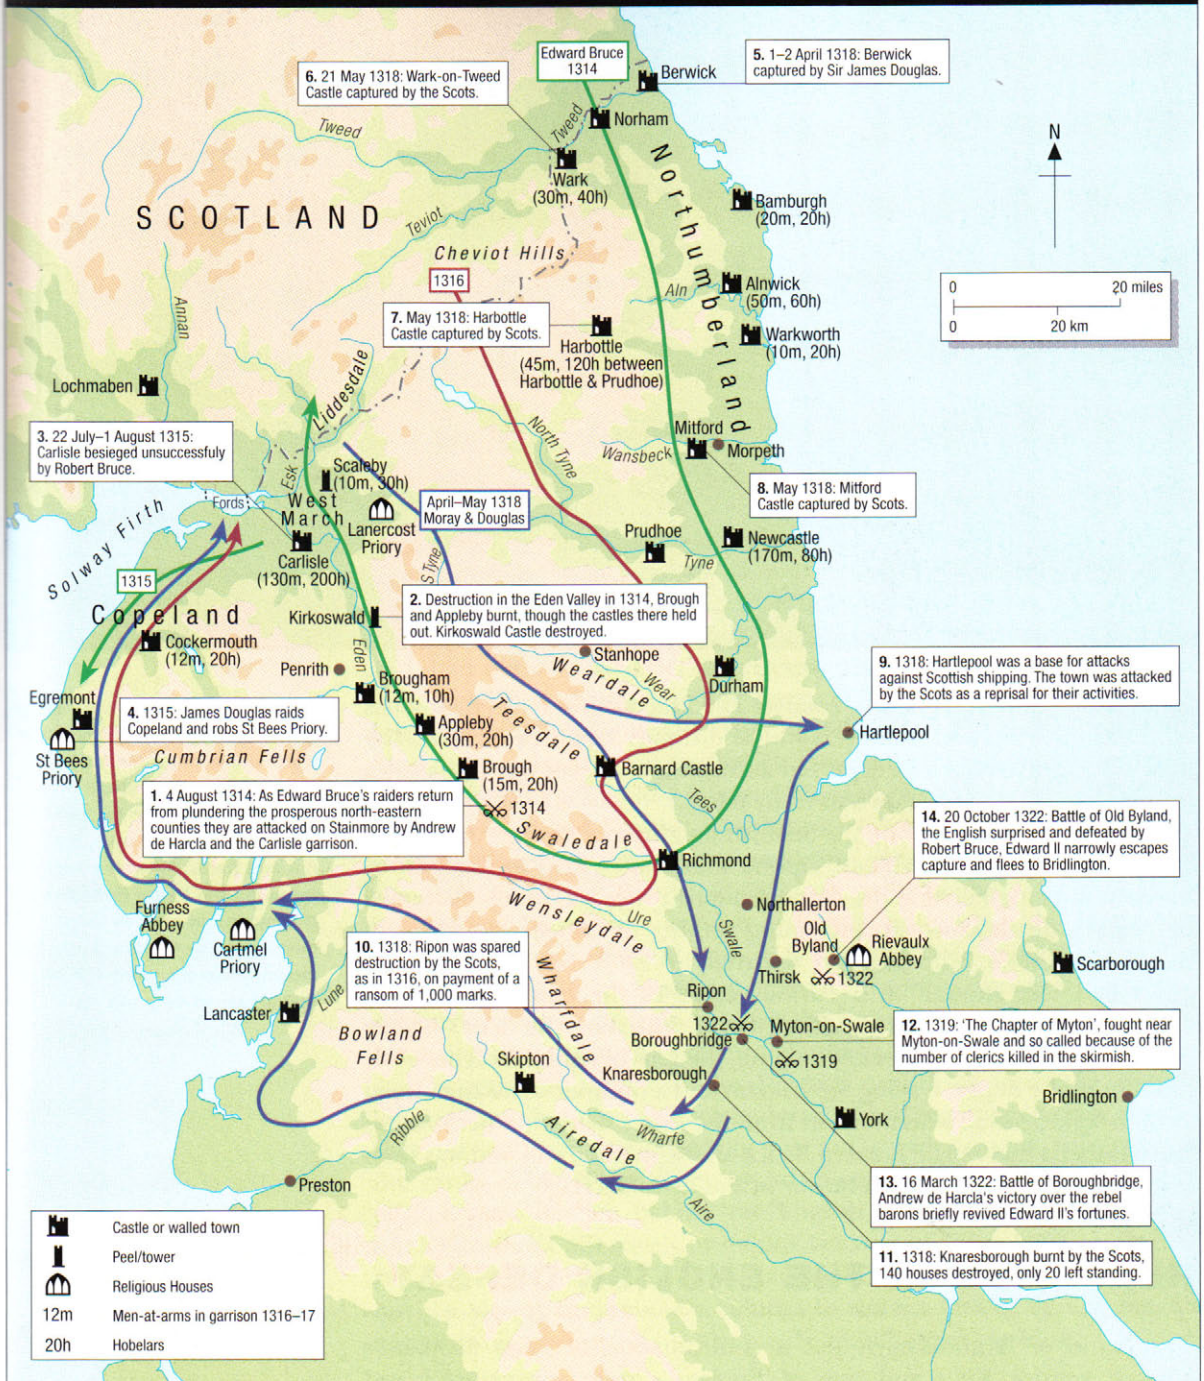 Edward Bruce
1314
5. 1–2 April 1318: Berwick
captured by Sir James Douglas.
6. 21 May 1318: Wark-on-Tweed
Castle captured by the Scots.
Berwick
Norham
Tweed
Tweed
Wark
(30m, 40h)
N
Northumberland
Bamburgh
(20m, 20h)
SCOTLAND
Teviot
Cheviot Hills
1316
Aln
Alnwick
(50m, 60h)
0
20 miles
0
20 km
Annan
7. May 1318: Harbottle
Castle captured by Scots.
Harbottle
(45m, 120h between
Harbottle & Prudhoe)
Warkworth
(10m, 20h)
Lochmaben
Liddesdale
3. 22 July–1 August 1315:
Carlisle besieged unsuccessfuly
by Robert Bruce.
North Tyne
Wansbeck
Mitford
Morpeth
Esk
Scaleby
(10m, 30h)
8. May 1318: Mitford
Castle captured by Scots.
Fords
West
March
Lanercost
Priory
April–May 1318
Moray & Douglas
Solway Firth
Prudhoe
Newcastle
(170m, 80h)
Tyne
S Tyne
Carlisle
(130m, 200h)
1315
Copeland
Kirkoswald
2. Destruction in the Eden Valley in 1314, Brough
and Appleby burnt, though the castles there held
out. Kirkoswald Castle destroyed.
Cockermouth
(12m, 20h)
Eden
Penrith
Stanhope
Weardale
Wear
Durham
9. 1318: Hartlepool was a base for attacks
against Scottish shipping. The town was attacked
by the Scots as a reprisal for their activities.
Brougham
(12m, 10h)
Egremont
4. 1315: James Douglas raids
Copeland and robs St Bees Priory.
St Bees
Priory
Appleby
(30m, 20h)
Teesdale
Hartlepool
Cumbrian Fells
Brough
(15m, 20h)
Barnard Castle
Tees
1. 4 August 1314: As Edward Bruce's raiders return
from plundering the prosperous north-eastern
counties they are attacked on Stainmore by Andrew
de Harcla and the Carlisle garrison.
1314
Swaledale
Richmond
14. 20 October 1322: Battle of Old Byland,
the English surprised and defeated by
Robert Bruce, Edward II narrowly escapes
capture and flees to Bridlington.
Furness
Abbey
Cartmel
Priory
Wensleydale
Ure
Swale
Northallerton
Old
Byland
Rievaulx
Abbey
1322
Thirsk
Scarborough
10. 1318: Ripon was spared
destruction by the Scots,
as in 1316, on payment of a
ransom of 1,000 marks.
Wharfdale
Ripon
Lancaster
Lune
Bowland
Fells
1322
Boroughbridge
Myton-on-Swale
1319
12. 1319: 'The Chapter of Myton', fought near
Myton-on-Swale and so called because of the
number of clerics killed in the skirmish.
Skipton
Knaresborough
Bridlington
York
Ribble
Airedale
Wharfe
Aire
Preston
13. 16 March 1322: Battle of Boroughbridge,
Andrew de Harcla's victory over the rebel
barons briefly revived Edward II's fortunes.
11. 1318: Knaresborough burnt by the Scots,
140 houses destroyed, only 20 left standing.
Castle or walled town
Peel/tower
Religious Houses
12m Men-at-arms in garrison 1316–17
20h Hobelars